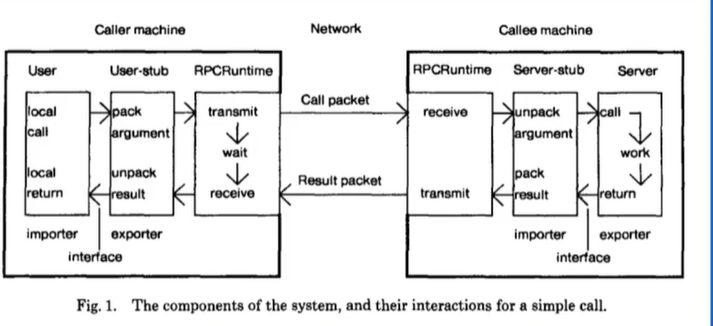 Caller machine Network Callee machine
User User-stub RPCRuntime RPCRuntime Server-stub Server
local pack transmit Call packet receive unpack call
call argument argument
wait work
local unpack Result packet pack
return result receive transmit result return
importer exporter importer exporter
interface interface
Fig. 1. The components of the system, and their interactions for a simple call.